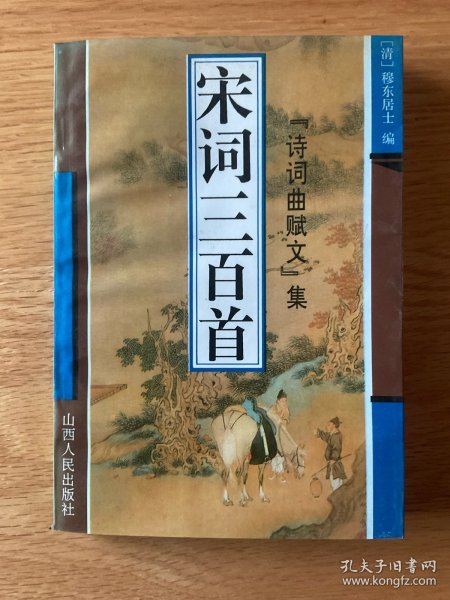 [清]穆东居士 编
『诗词曲赋文』集
宋词三百首
山西人民出版社
孔夫子旧书网
www.kongfz.com